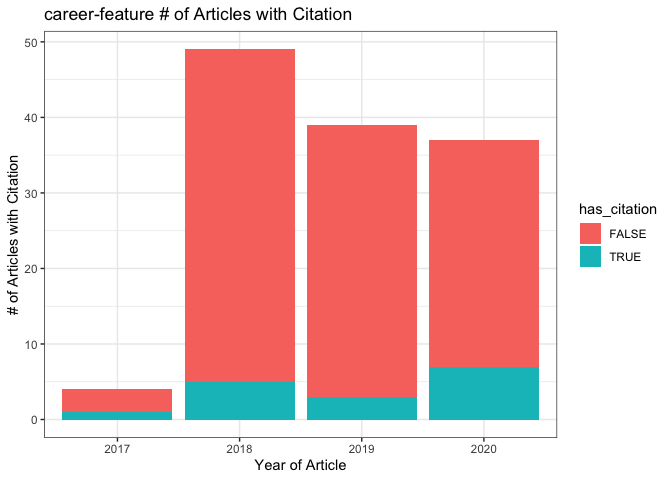 career-feature # of Articles with Citation
# of Articles with Citation
50
40
30
20
10
0
2017
2018
2019
2020
Year of Article
has_citation
FALSE
TRUE